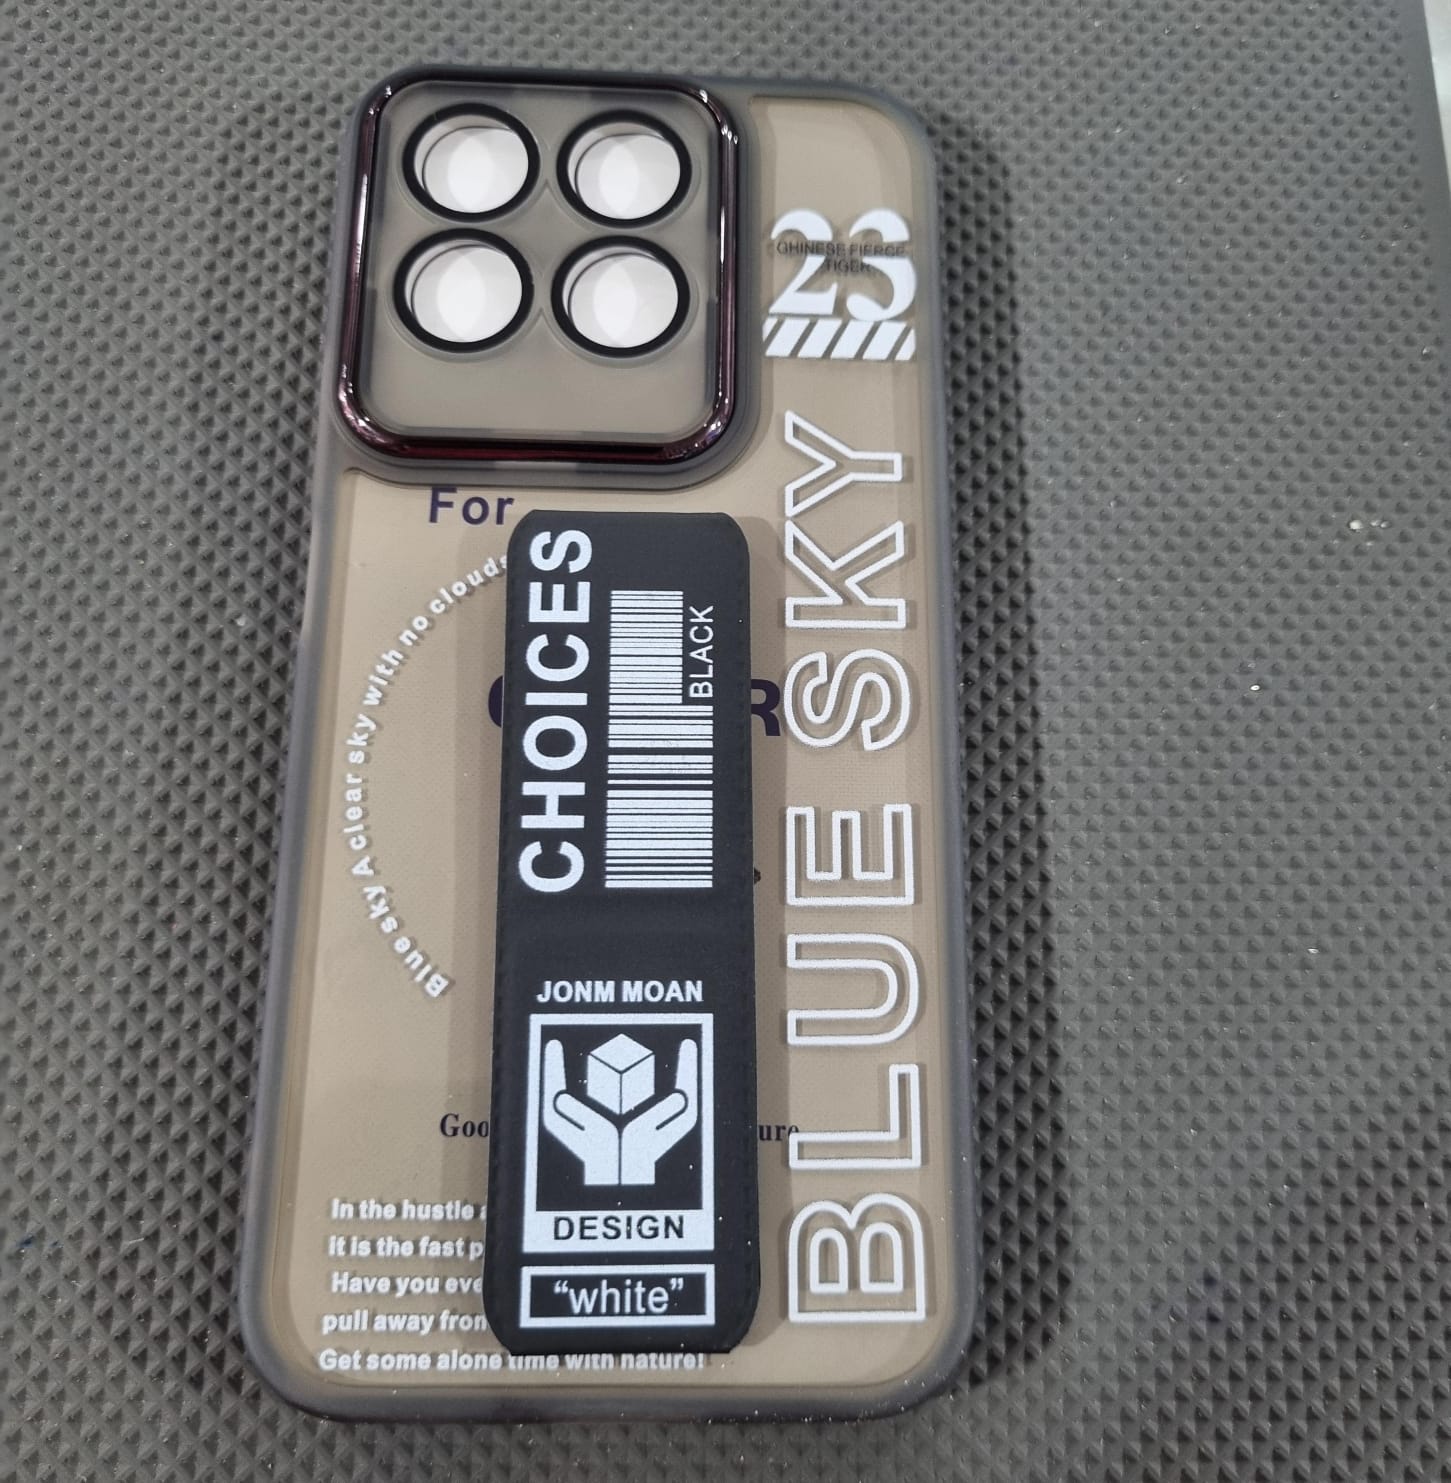 23
CHINESE FIERCE
TIGER
BLUE SKY
For
Blue sky A clear sky with no clouds
CHOICES
BLACK
R
JONM MOAN
DESIGN
“white”
Goo
ure
In the hustle
it is the fast p
Have you eve
pull away from
Get some alone time with nature!